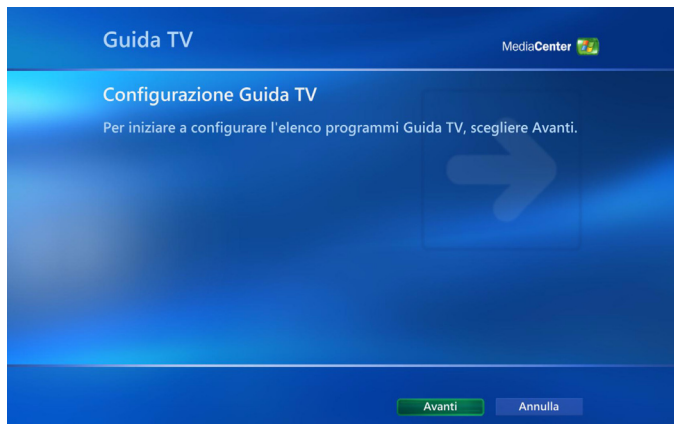 Guida TV
MediaCenter
Configurazione Guida TV
Per iniziare a configurare l'elenco programmi Guida TV, scegliere Avanti.
Avanti
Annulla